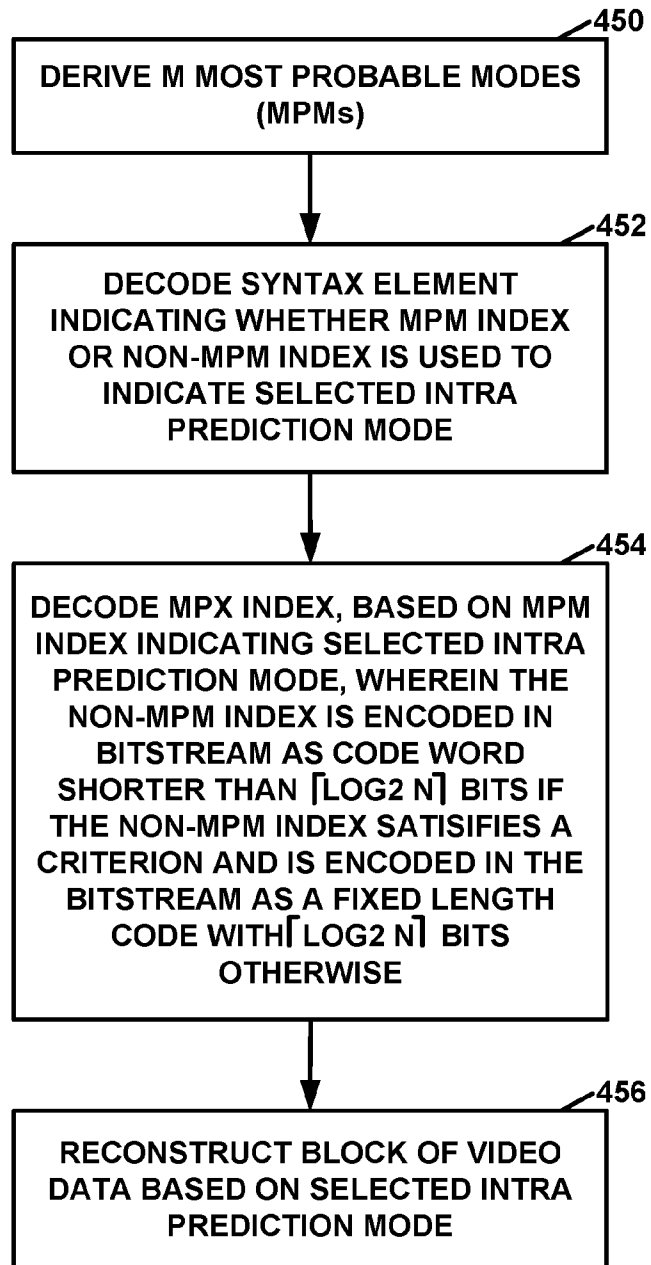 450
DERIVE M MOST PROBABLE MODES
(MPMs)
452
DECODE SYNTAX ELEMENT
INDICATING WHETHER MPM INDEX
OR NON-MPM INDEX IS USED TO
INDICATE SELECTED INTRA
PREDICTION MODE
454
DECODE MPX INDEX, BASED ON MPM
INDEX INDICATING SELECTED INTRA
PREDICTION MODE, WHEREIN THE
NON-MPM INDEX IS ENCODED IN
BITSTREAM AS CODE WORD
SHORTER THAN ⌈LOG2 N⌉ BITS IF
THE NON-MPM INDEX SATISIFIES A
CRITERION AND IS ENCODED IN THE
BITSTREAM AS A FIXED LENGTH
CODE WITH⌈LOG2 N⌉ BITS
OTHERWISE
456
RECONSTRUCT BLOCK OF VIDEO
DATA BASED ON SELECTED INTRA
PREDICTION MODE